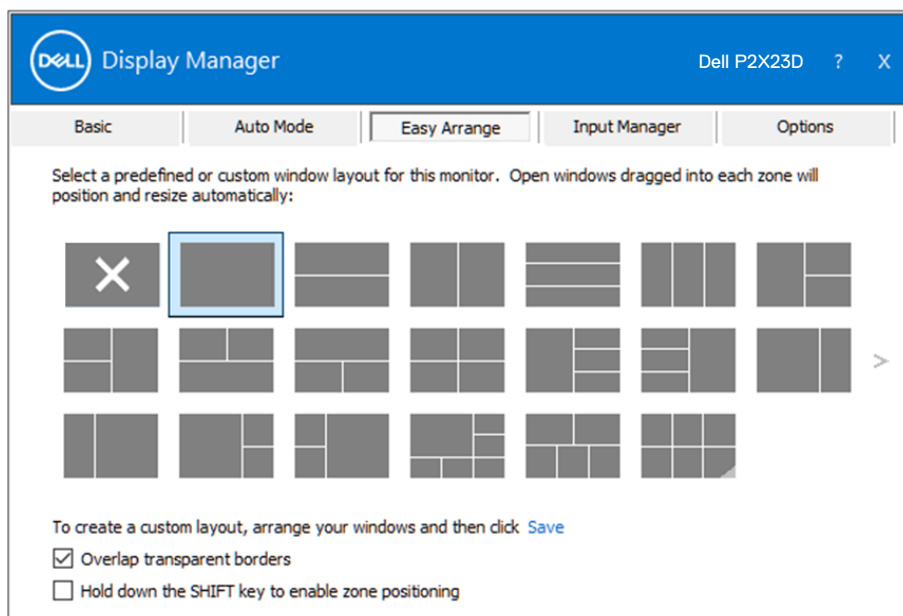 DELL Display Manager Dell P2X23D ? X
Basic Auto Mode Easy Arrange Input Manager Options
Select a predefined or custom window layout for this monitor. Open windows dragged into each zone will
position and resize automatically:
>
To create a custom layout, arrange your windows and then click Save
Overlap transparent borders
Hold down the SHIFT key to enable zone positioning